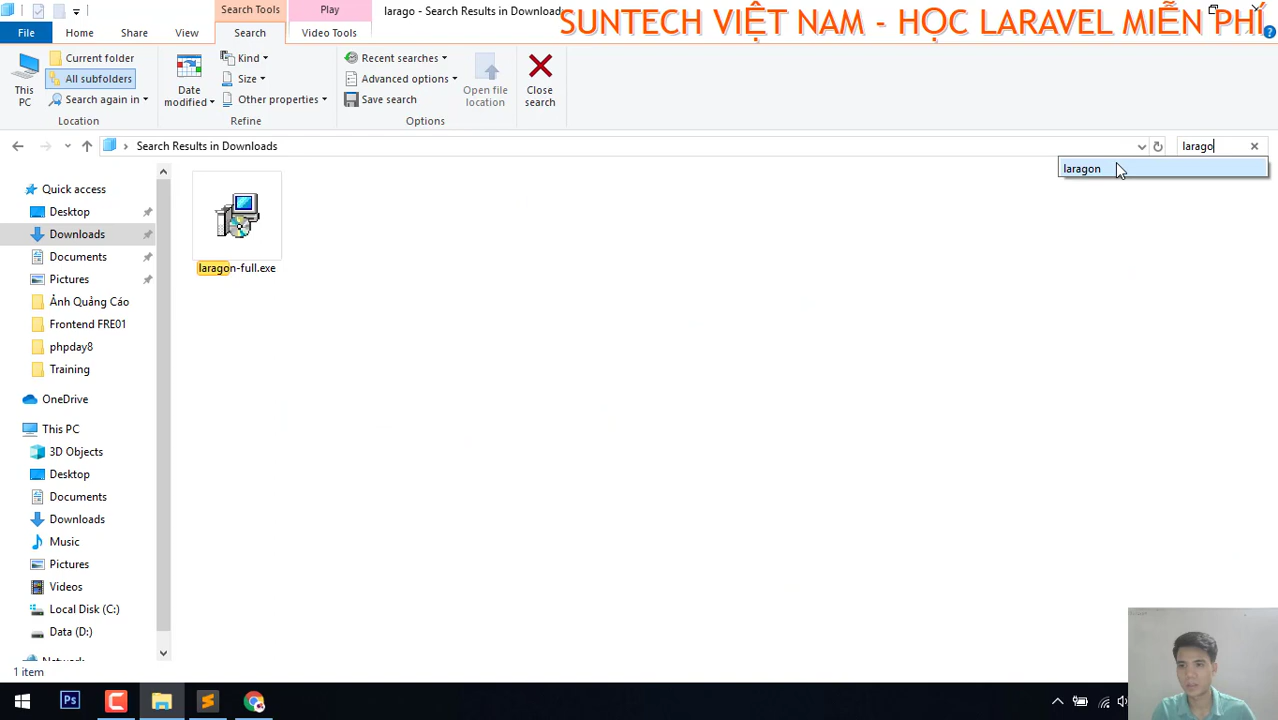 Search Tools
Play
larago - Search Results in Downloads
SUNTECH VIỆT NAM - HỌC LARAVEL MIỄN PHÍ
File
Home
Share
View
Search
Video Tools
This PC
Current folder
All subfolders
Search again in
Location
Date modified
Kind
Size
Other properties
Refine
Recent searches
Advanced options
Save search
Options
Open file location
Close search
Search Results in Downloads
larago
laragon
Quick access
Desktop
Downloads
Documents
Pictures
Ảnh Quảng Cáo
Frontend FRE01
phpday8
Training
OneDrive
This PC
3D Objects
Desktop
Documents
Downloads
Music
Pictures
Videos
Local Disk (C:)
Data (D:)
laragon-full.exe
1 item
Ps